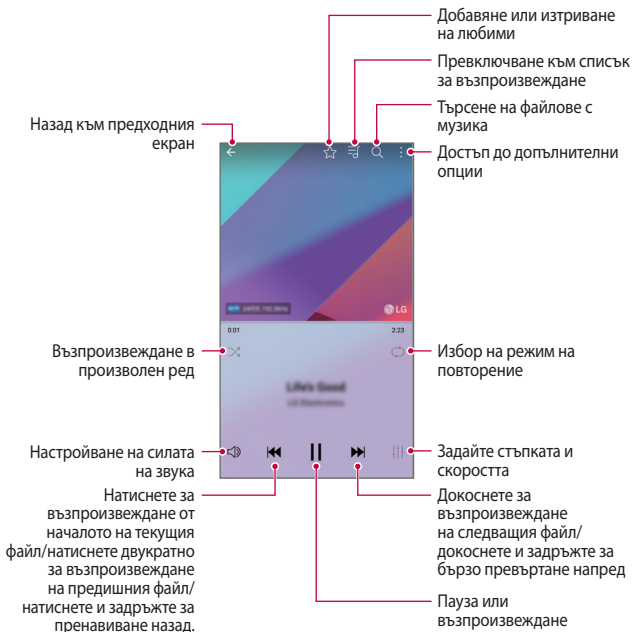 Добавяне или изтриване
на любими
Превключване към списък
за възпроизвеждане
Търсене на файлове с
музика
Достъп до допълнителни
опции
Назад към предходния
екран
LG
0:01
2:23
Възпроизвеждане в
произволен ред
Избор на режим на
повторение
Life's Good
LG Electronics
Настройване на силата
на звука
Задайте стъпката и
скоростта
Натиснете за
възпроизвеждане от
началото на текущия
файл/натиснете двукратно
за възпроизвеждане
на предишния файл/
натиснете и задръжте за
пренавиване назад.
Докоснете за
възпроизвеждане
на следващия файл/
докоснете и задръжте за
бързо превъртане напред
Пауза или
възпроизвеждане